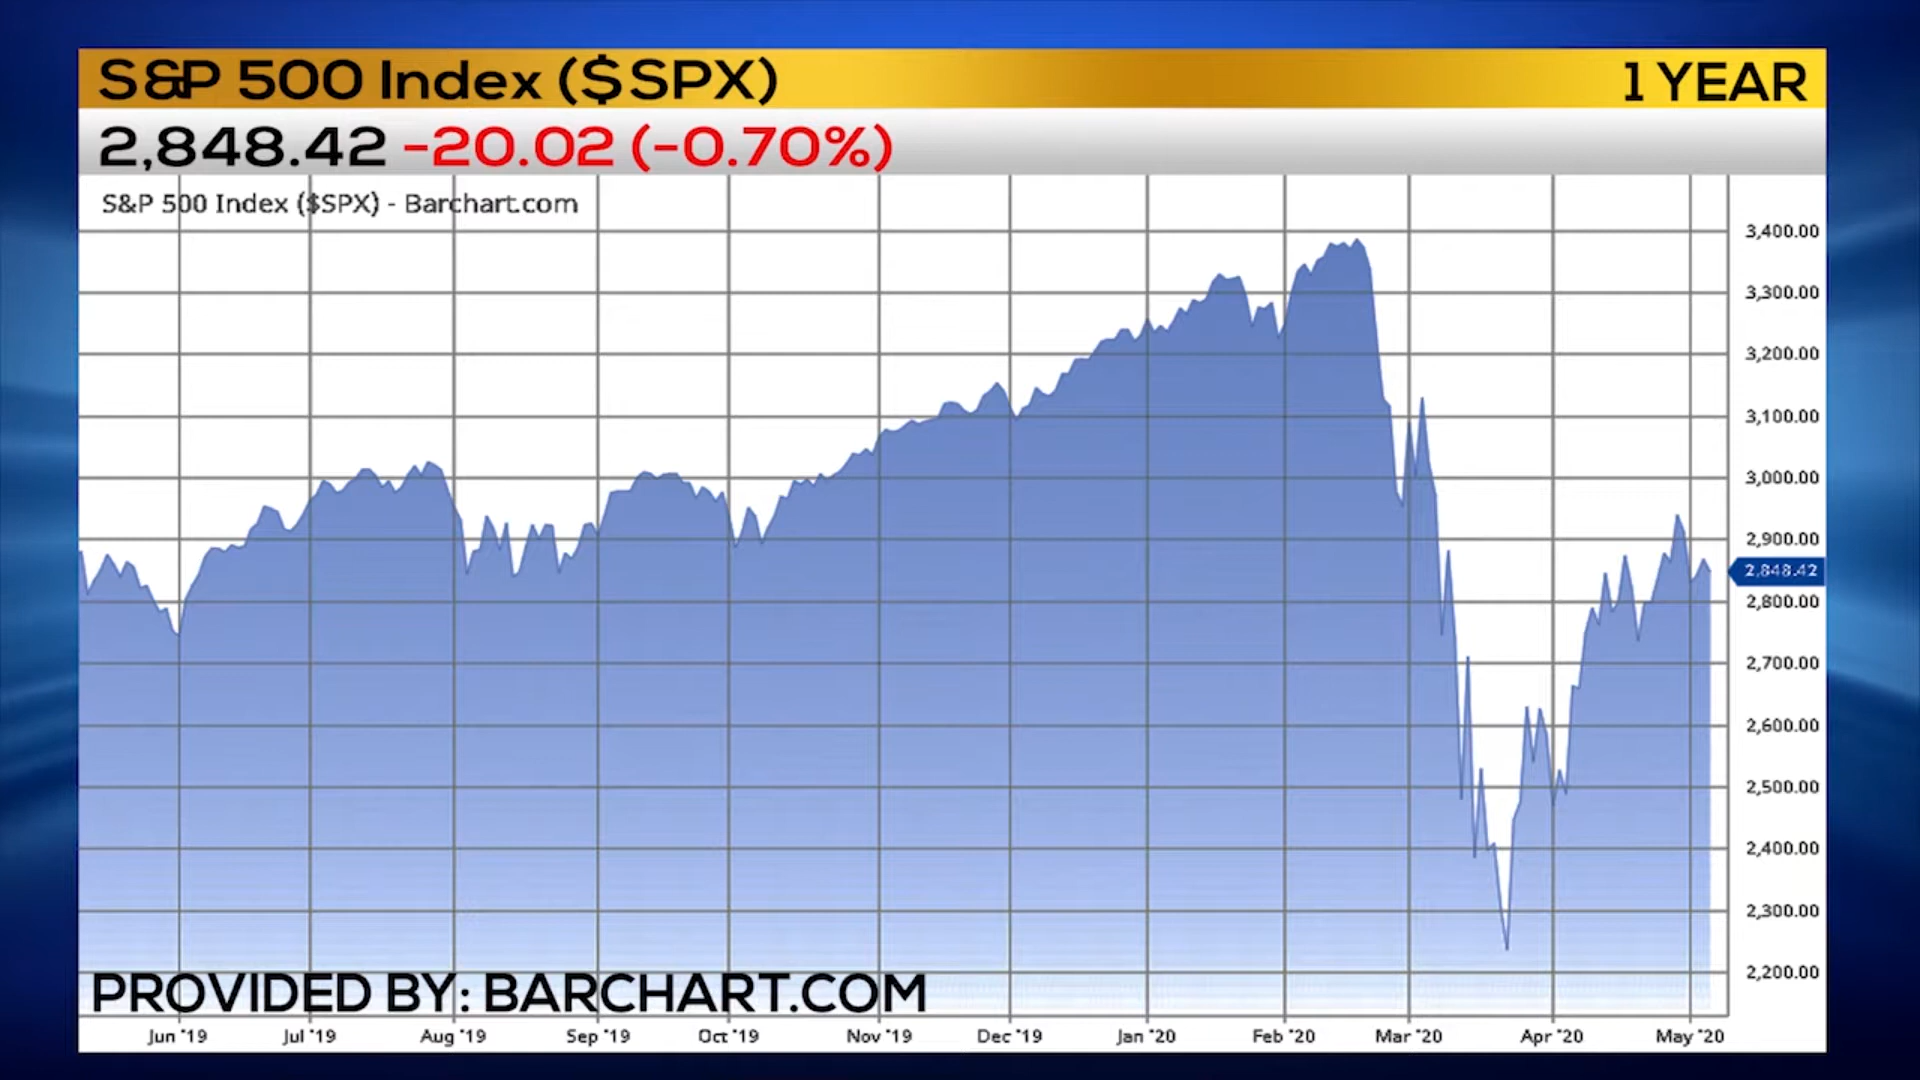 S&P 500 Index ($SPX) 1 YEAR
2,848.42 -20.02 (-0.70%)
S&P 500 Index ($SPX) - Barchart.com
3,400.00
3,300.00
3,200.00
3,100.00
3,000.00
2,900.00
2,848.42
2,800.00
2,700.00
2,600.00
2,500.00
2,400.00
2,300.00
2,200.00
PROVIDED BY: BARCHART.COM
Jun '19 Jul '19 Aug '19 Sep '19 Oct '19 Nov '19 Dec '19 Jan '20 Feb '20 Mar '20 Apr '20 May '20